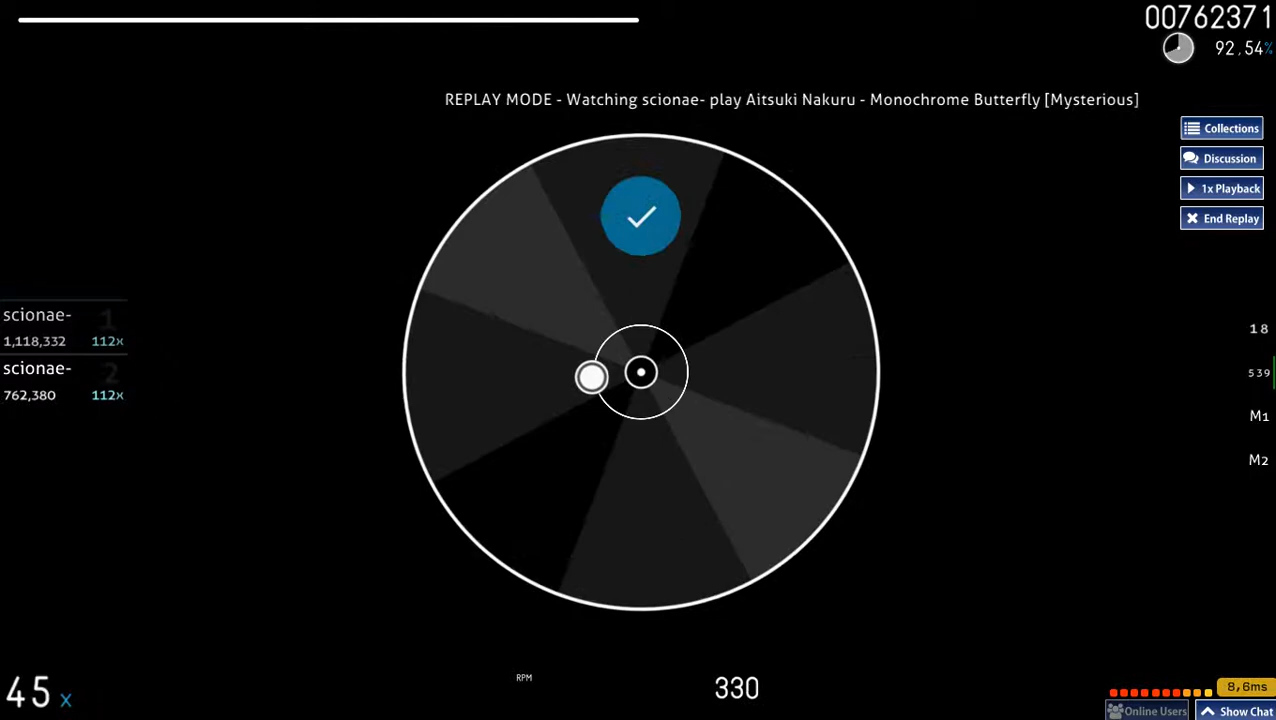 00762371
92,54%
REPLAY MODE - Watching scionae- play Aitsuki Nakuru - Monochrome Butterfly [Mysterious]
Collections
Discussion
1x Playback
End Replay
scionae- 1
1,118,332 112x
scionae- 2
762,380 112x
18
539
M1
M2
45x
RPM 330
8,6ms
Online Users
Show Chat